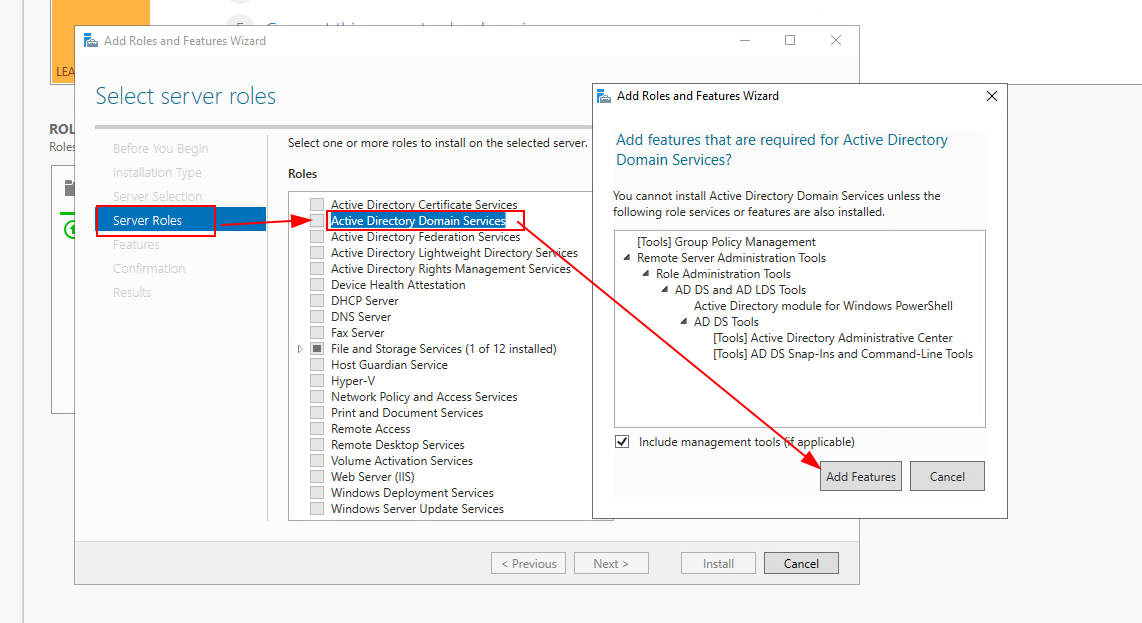 Add Roles and Features Wizard
LEA
Select server roles
ROL
Roles
Before You Begin
Installation Type
Server Selection
Server Roles
Features
Confirmation
Results
Select one or more roles to install on the selected server.
Roles
Active Directory Certificate Services
Active Directory Domain Services
Active Directory Federation Services
Active Directory Lightweight Directory Services
Active Directory Rights Management Services
Device Health Attestation
DHCP Server
DNS Server
Fax Server
File and Storage Services (1 of 12 installed)
Host Guardian Service
Hyper-V
Network Policy and Access Services
Print and Document Services
Remote Access
Remote Desktop Services
Volume Activation Services
Web Server (IIS)
Windows Deployment Services
Windows Server Update Services
< Previous
Next >
Install
Cancel
Add Roles and Features Wizard
Add features that are required for Active Directory
Domain Services?
You cannot install Active Directory Domain Services unless the
following role services or features are also installed.
[Tools] Group Policy Management
Remote Server Administration Tools
Role Administration Tools
AD DS and AD LDS Tools
Active Directory module for Windows PowerShell
AD DS Tools
[Tools] Active Directory Administrative Center
[Tools] AD DS Snap-Ins and Command-Line Tools
Include management tools (if applicable)
Add Features
Cancel